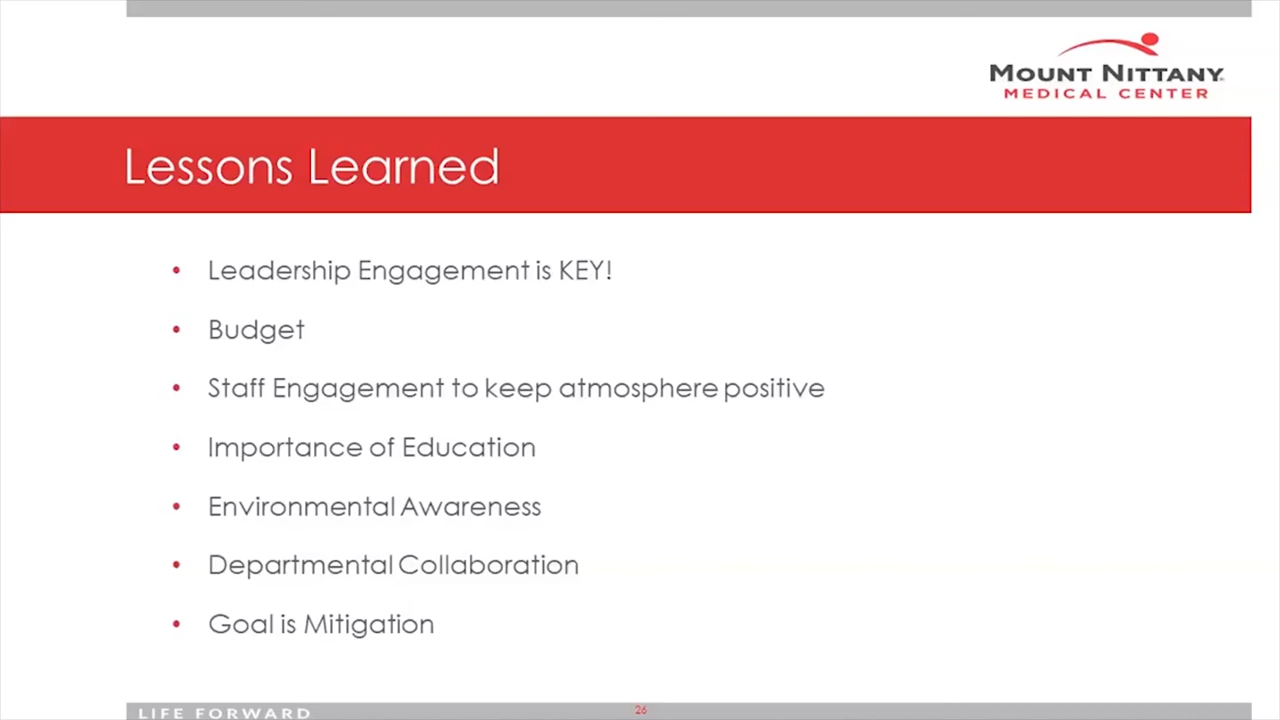 MOUNT NITTANY
MEDICAL CENTER
Lessons Learned
• Leadership Engagement is KEY!
• Budget
• Staff Engagement to keep atmosphere positive
• Importance of Education
• Environmental Awareness
• Departmental Collaboration
• Goal is Mitigation
LIFE FORWARD
26